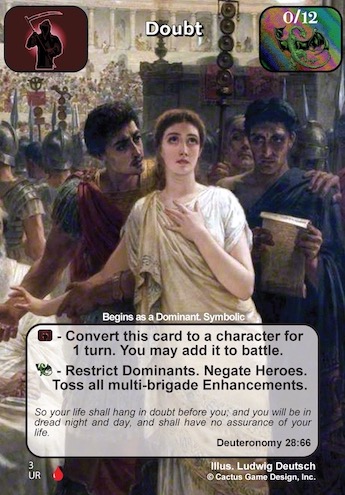 Doubt
0/12
Begins as a Dominant. Symbolic
- Convert this card to a character for
1 turn. You may add it to battle.
- Restrict Dominants. Negate Heroes.
Toss all multi-brigade Enhancements.
So your life shall hang in doubt before you; and you will be in
dread night and day, and shall have no assurance of your
life.
Deuteronomy 28:66
3
UR
Illus. Ludwig Deutsch
© Cactus Game Design, Inc.